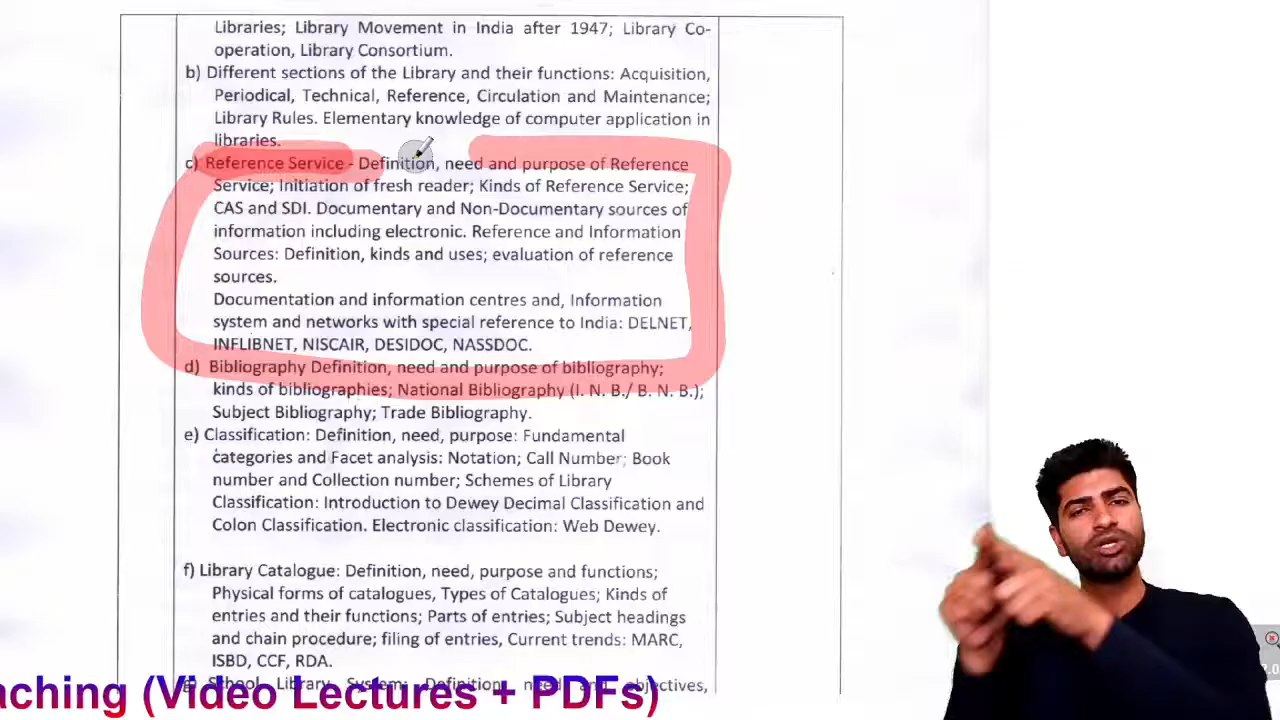 Libraries; Library Movement in India after 1947; Library Co-
operation, Library Consortium.
b) Different sections of the Library and their functions: Acquisition,
Periodical, Technical, Reference, Circulation and Maintenance;
Library Rules. Elementary knowledge of computer application in
libraries.
c) Reference Service - Definition, need and purpose of Reference
Service; Initiation of fresh reader; Kinds of Reference Service;
CAS and SDI. Documentary and Non-Documentary sources of
information including electronic. Reference and Information
Sources: Definition, kinds and uses; evaluation of reference
sources.
Documentation and information centres and, Information
system and networks with special reference to India: DELNET,
INFLIBNET, NISCAIR, DESIDOC, NASSDOC.
d) Bibliography Definition, need and purpose of bibliography;
kinds of bibliographies; National Bibliography (I. N. B./ B. N. B.);
Subject Bibliography; Trade Bibliography.
e) Classification: Definition, need, purpose: Fundamental
categories and Facet analysis: Notation; Call Number; Book
number and Collection number; Schemes of Library
Classification: Introduction to Dewey Decimal Classification and
Colon Classification. Electronic classification: Web Dewey.
f) Library Catalogue: Definition, need, purpose and functions;
Physical forms of catalogues, Types of Catalogues; Kinds of
entries and their functions; Parts of entries; Subject headings
and chain procedure; filing of entries, Current trends: MARC,
ISBD, CCF, RDA.
g) School Library System: Definition, need and objectives,
aching (Video Lectures + PDFs)